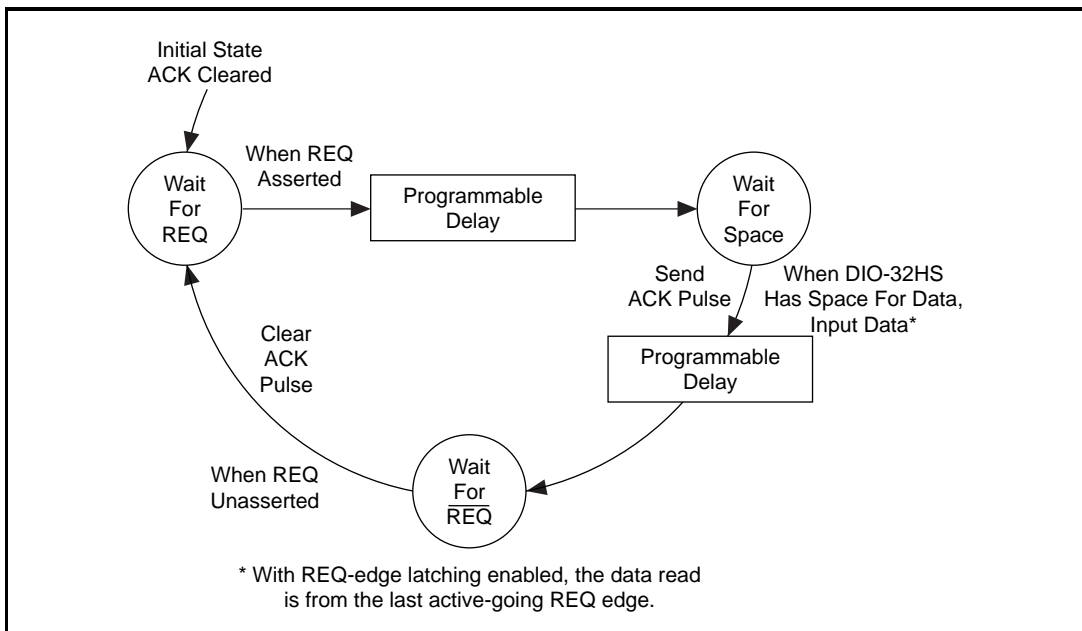 Initial State
ACK Cleared
Wait
For
REQ
When REQ
Asserted
Programmable
Delay
Wait
For
Space
Send
ACK Pulse
When DIO-32HS
Has Space For Data,
Input Data*
Programmable
Delay
Clear
ACK
Pulse
When REQ
Unasserted
Wait
For
R̅E̅Q̅
* With REQ-edge latching enabled, the data read
is from the last active-going REQ edge.